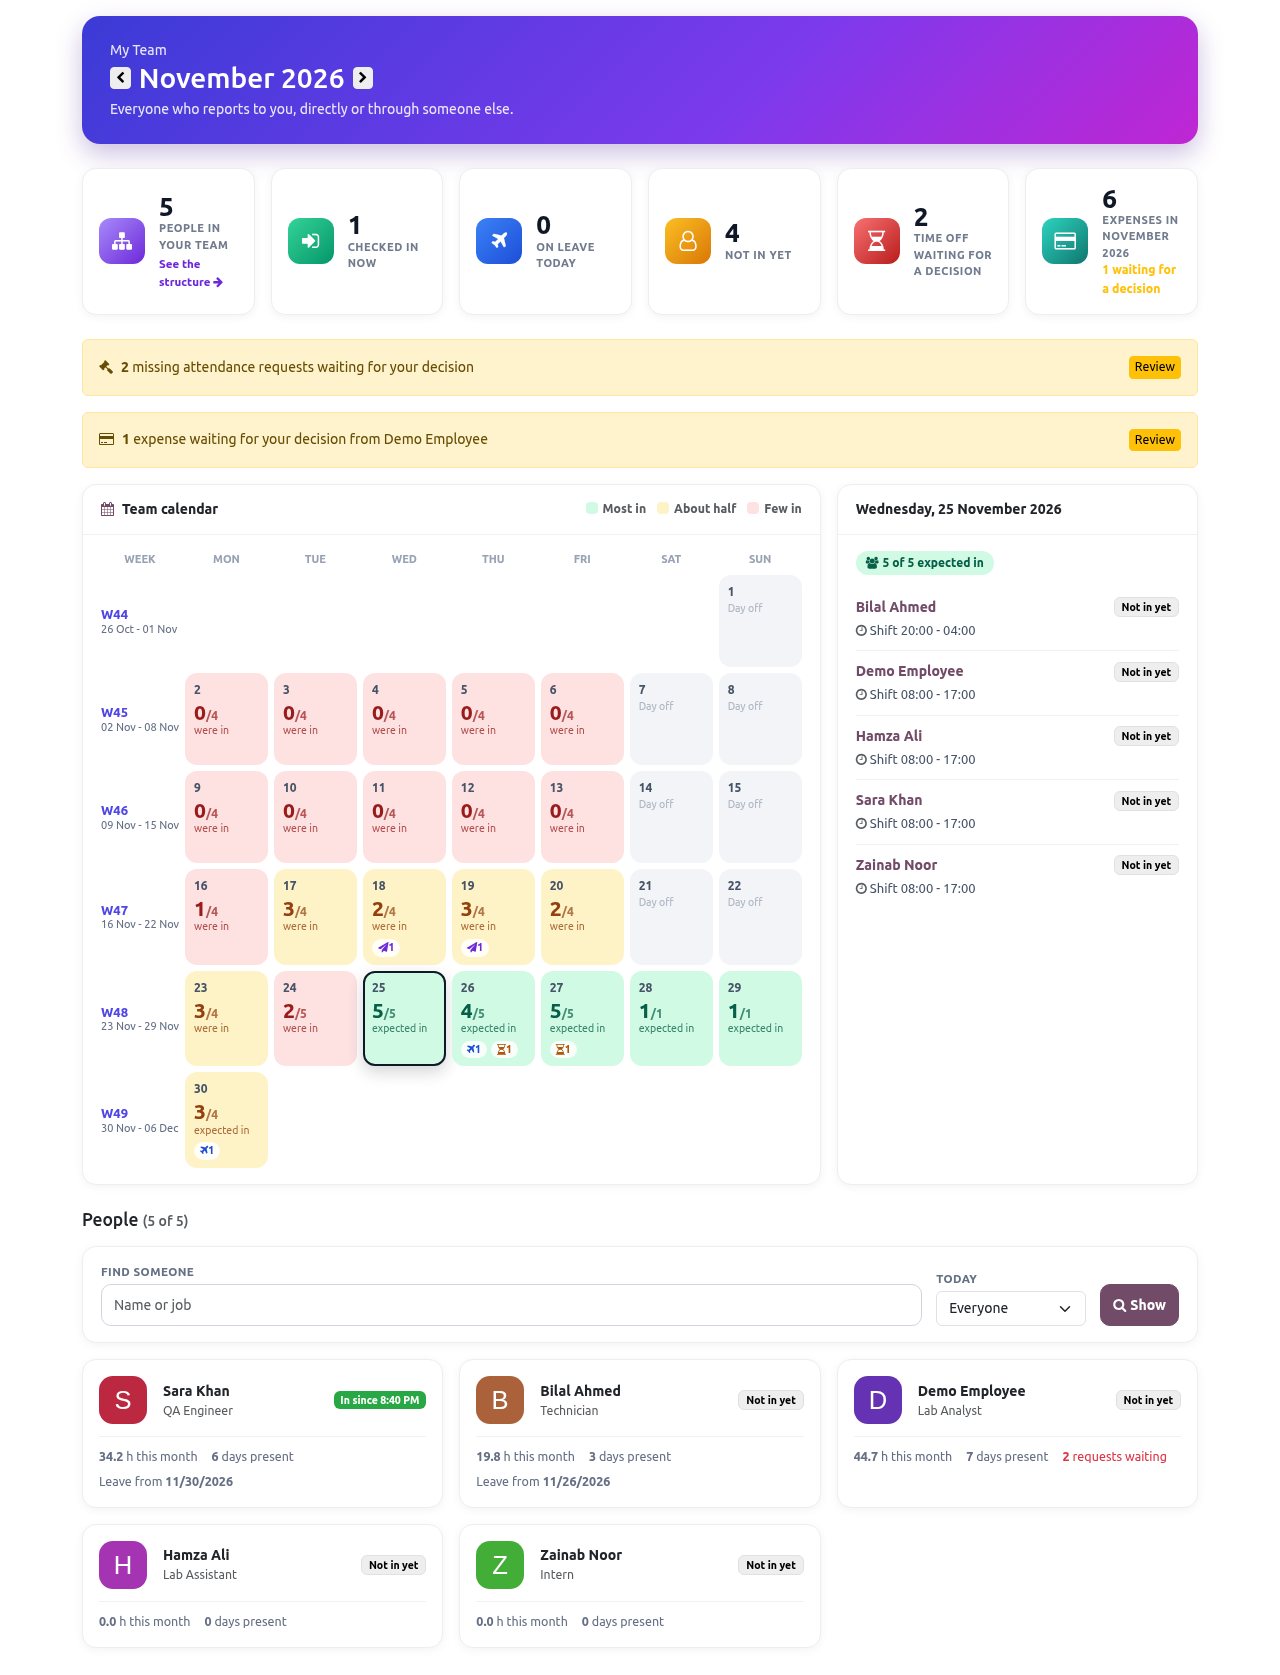 My Team
November 2026
Everyone who reports to you, directly or through someone else.
5
PEOPLE IN
YOUR TEAM
See the
structure
1
CHECKED IN
NOW
0
ON LEAVE
TODAY
4
NOT IN YET
2
TIME OFF
WAITING FOR
A DECISION
6
EXPENSES IN
NOVEMBER
2026
1 waiting for
a decision
2 missing attendance requests waiting for your decision
Review
1 expense waiting for your decision from Demo Employee
Review
Team calendar
Most in About half Few in
WEEK MON TUE WED THU FRI SAT SUN
W44
26 Oct - 01 Nov
1
Day off
W45
02 Nov - 08 Nov
2
0/4
were in
3
0/4
were in
4
0/4
were in
5
0/4
were in
6
0/4
were in
7
Day off
8
Day off
W46
09 Nov - 15 Nov
9
0/4
were in
10
0/4
were in
11
0/4
were in
12
0/4
were in
13
0/4
were in
14
Day off
15
Day off
W47
16 Nov - 22 Nov
16
1/4
were in
17
3/4
were in
18
2/4
were in
1
19
3/4
were in
1
20
2/4
were in
21
Day off
22
Day off
W48
23 Nov - 29 Nov
23
3/4
were in
24
2/5
were in
25
5/5
expected in
26
4/5
expected in
1 1
27
5/5
expected in
1
28
1/1
expected in
29
1/1
expected in
W49
30 Nov - 06 Dec
30
3/4
expected in
1
Wednesday, 25 November 2026
5 of 5 expected in
Bilal Ahmed Not in yet
Shift 20:00 - 04:00
Demo Employee Not in yet
Shift 08:00 - 17:00
Hamza Ali Not in yet
Shift 08:00 - 17:00
Sara Khan Not in yet
Shift 08:00 - 17:00
Zainab Noor Not in yet
Shift 08:00 - 17:00
People (5 of 5)
FIND SOMEONE
Name or job
TODAY
Everyone
Show
S
Sara Khan
QA Engineer
In since 8:40 PM
34.2 h this month 6 days present
Leave from 11/30/2026
B
Bilal Ahmed
Technician
Not in yet
19.8 h this month 3 days present
Leave from 11/26/2026
D
Demo Employee
Lab Analyst
Not in yet
44.7 h this month 7 days present 2 requests waiting
H
Hamza Ali
Lab Assistant
Not in yet
0.0 h this month 0 days present
Z
Zainab Noor
Intern
Not in yet
0.0 h this month 0 days present